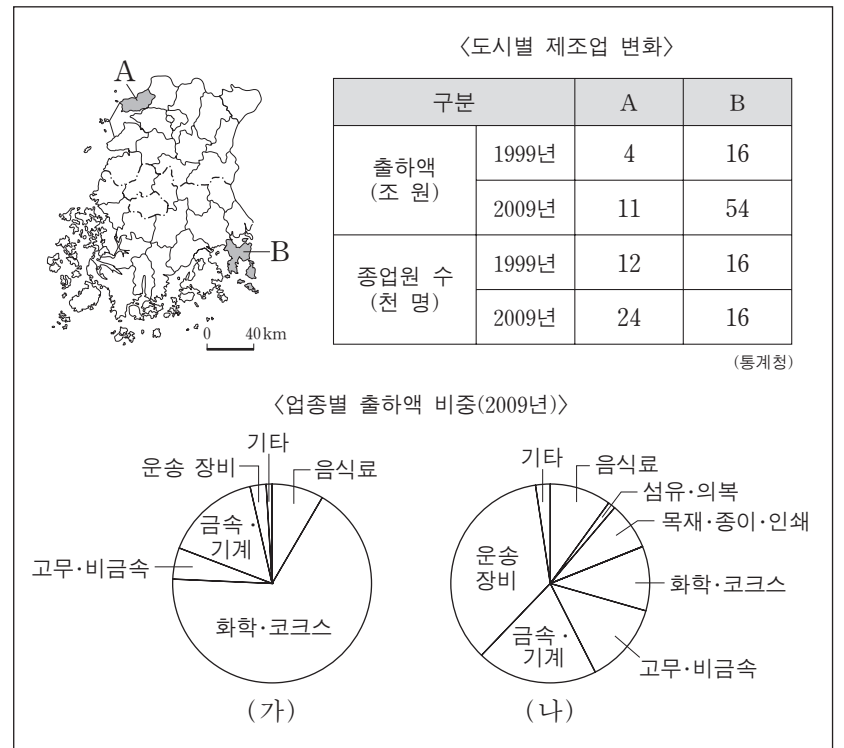 〈도시별 제조업 변화〉
A
B
0 40km
구분 A B
출하액
(조 원)
1999년 4 16
2009년 11 54
종업원 수
(천 명)
1999년 12 16
2009년 24 16
(통계청)
〈업종별 출하액 비중(2009년)〉
기타
운송 장비
음식료
금속·
기계
고무·비금속
화학·코크스
(가)
기타
음식료
섬유·의복
목재·종이·인쇄
운송
장비
화학·코크스
금속·
기계
고무·비금속
(나)